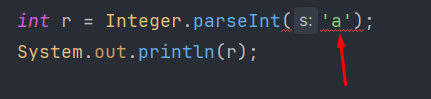 int r = Integer.parseInt( s: 'a');
System.out.println(r);